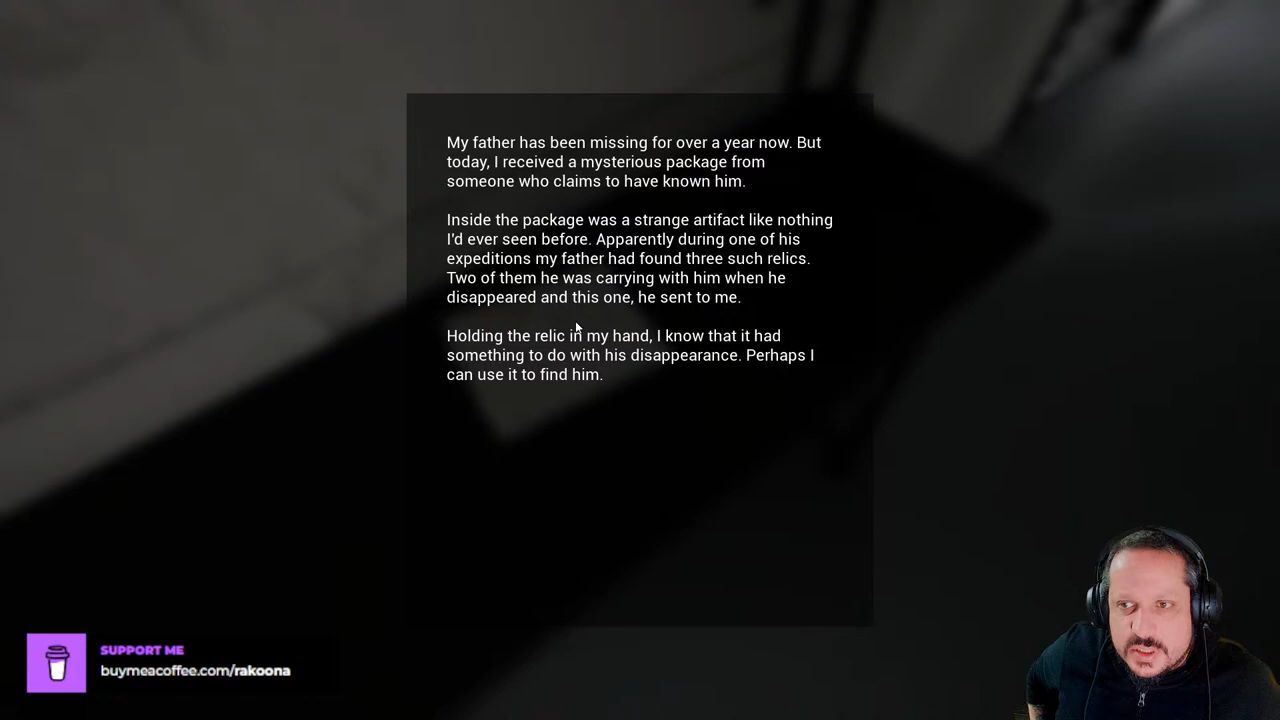 My father has been missing for over a year now. But
today, I received a mysterious package from
someone who claims to have known him.
Inside the package was a strange artifact like nothing
I'd ever seen before. Apparently during one of his
expeditions my father had found three such relics.
Two of them he was carrying with him when he
disappeared and this one, he sent to me.
Holding the relic in my hand, I know that it had
something to do with his disappearance. Perhaps I
can use it to find him.
SUPPORT ME
buymeacoffee.com/rakoona